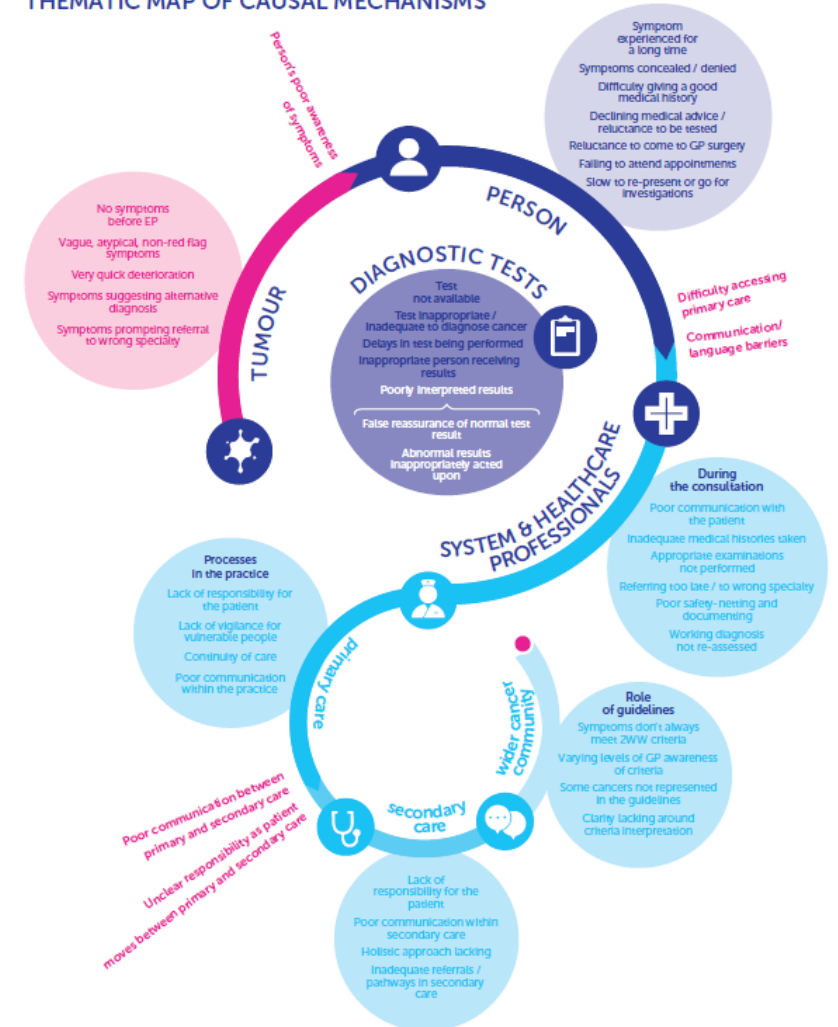 THEMATIC MAP OF CAUSAL MECHANISMS
Person's poor awareness
of symptoms
Symptom
experienced for
a long time
Symptoms concealed / denied
Difficulty giving a good
medical history
Declining medical advice /
reluctance to be tested
Reluctance to come to GP surgery
Failing to attend appointments
Slow to re-present or go for
investigations
PERSON
No symptoms
before EP
Vague, atypical, non-red flag
symptoms
Very quick deterioration
Symptoms suggesting alternative
diagnosis
Symptoms prompting referral
to wrong specialty
TUMOUR
DIAGNOSTIC TESTS
Test
not available
Test inappropriate /
inadequate to diagnose cancer
Delays in test being performed
Inappropriate person receiving
results
Poorly interpreted results
False reassurance of normal test
result
Abnormal results
inappropriately acted
upon
Difficulty accessing
primary care
Communication/
language barriers
SYSTEM & HEALTHCARE
PROFESSIONALS
During
the consultation
Poor communication with
the patient
Inadequate medical histories taken
Appropriate examinations
not performed
Referring too late / to wrong specialty
Poor safety-netting and
documenting
Working diagnosis
not re-assessed
Processes
in the practice
Lack of responsibility for
the patient
Lack of vigilance for
vulnerable people
Continuity of care
Poor communication
within the practice
primary care
wider cancer
community
Role
of guidelines
Symptoms don't always
meet 2WW criteria
Varying levels of GP awareness
of criteria
Some cancers not represented
in the guidelines
Clarity lacking around
criteria interpretation
Poor communication between
primary and secondary care
Unclear responsibility as patient
moves between primary and secondary care
secondary
care
Lack of
responsibility for the
patient
Poor communication within
secondary care
Holistic approach lacking
Inadequate referrals /
pathways in secondary
care